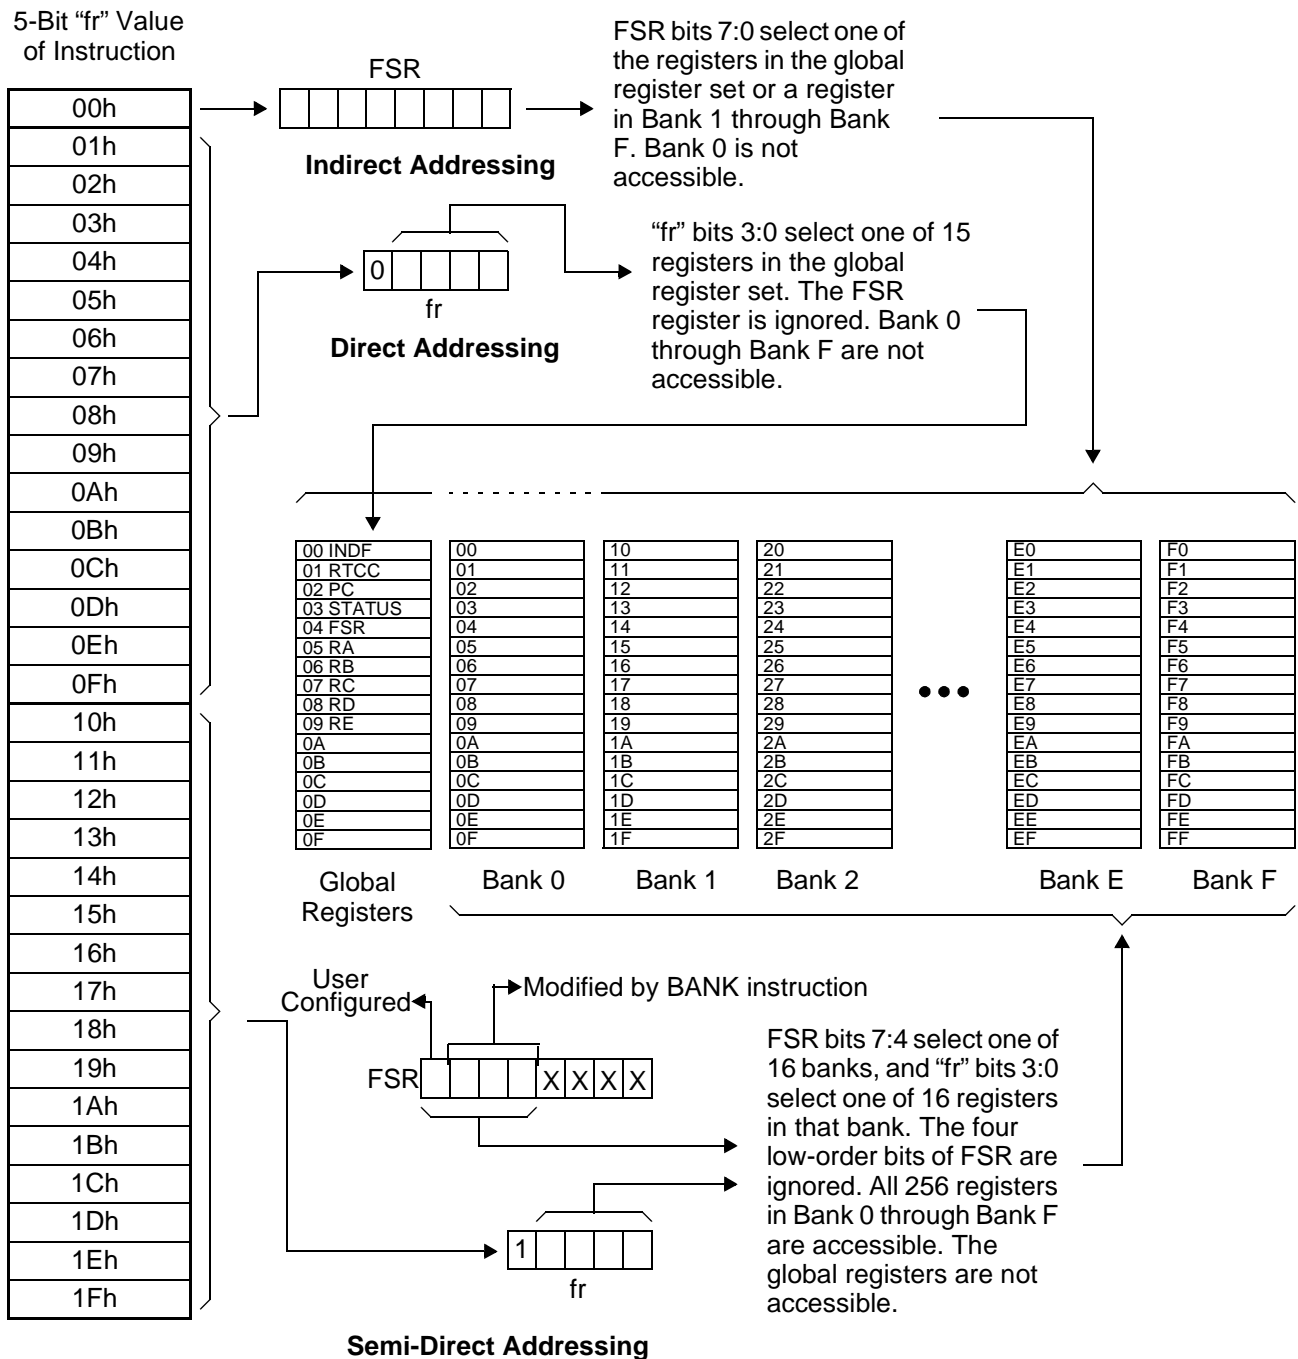 5-Bit “fr” Value
of Instruction
00h
01h
02h
03h
04h
05h
06h
07h
08h
09h
0Ah
0Bh
0Ch
0Dh
0Eh
0Fh
10h
11h
12h
13h
14h
15h
16h
17h
18h
19h
1Ah
1Bh
1Ch
1Dh
1Eh
1Fh
FSR
Indirect Addressing
FSR bits 7:0 select one of
the registers in the global
register set or a register
in Bank 1 through Bank
F. Bank 0 is not
accessible.
0
fr
Direct Addressing
“fr” bits 3:0 select one of 15
registers in the global
register set. The FSR
register is ignored. Bank 0
through Bank F are not
accessible.
00 INDF
01 RTCC
02 PC
03 STATUS
04 FSR
05 RA
06 RB
07 RC
08 RD
09 RE
0A
0B
0C
0D
0E
0F
Global
Registers
00
01
02
03
04
05
06
07
08
09
0A
0B
0C
0D
0E
0F
Bank 0
10
11
12
13
14
15
16
17
18
19
1A
1B
1C
1D
1E
1F
Bank 1
20
21
22
23
24
25
26
27
28
29
2A
2B
2C
2D
2E
2F
Bank 2
E0
E1
E2
E3
E4
E5
E6
E7
E8
E9
EA
EB
EC
ED
EE
EF
Bank E
F0
F1
F2
F3
F4
F5
F6
F7
F8
F9
FA
FB
FC
FD
FE
FF
Bank F
User
Configured
Modified by BANK instruction
FSR
X X X X
1
fr
FSR bits 7:4 select one of
16 banks, and “fr” bits 3:0
select one of 16 registers
in that bank. The four
low-order bits of FSR are
ignored. All 256 registers
in Bank 0 through Bank F
are accessible. The
global registers are not
accessible.
Semi-Direct Addressing